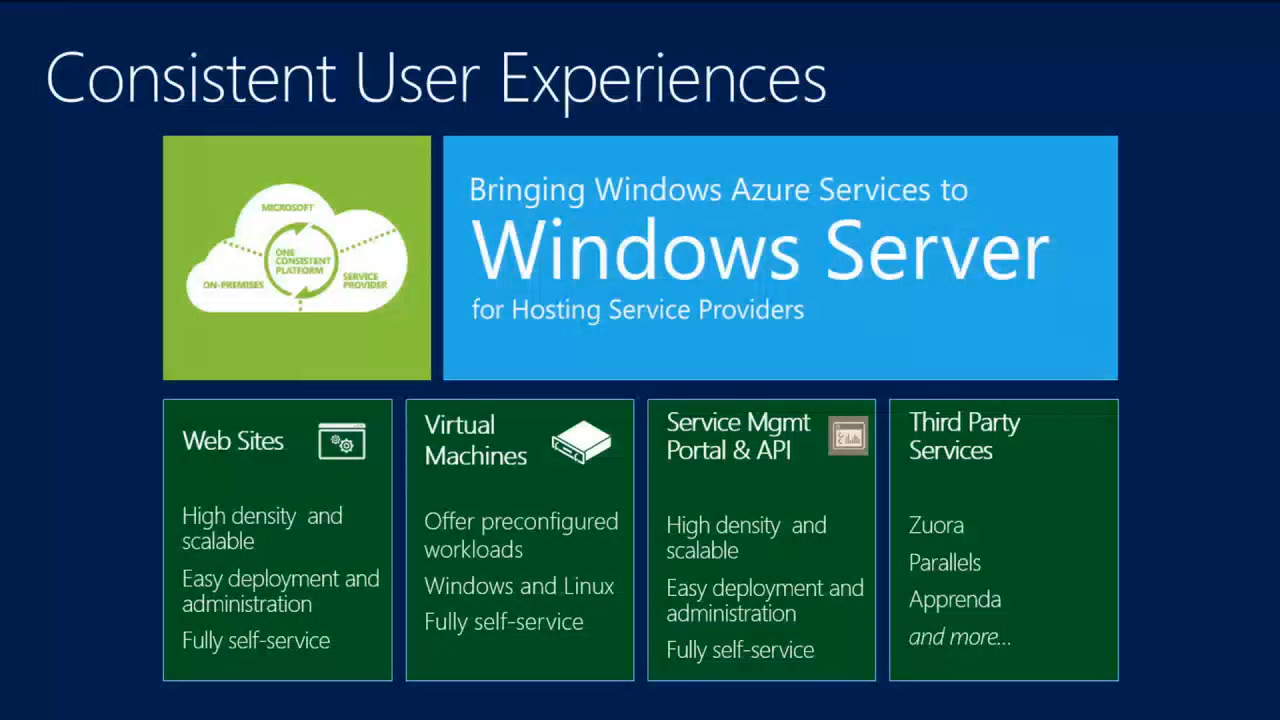 Consistent User Experiences
MICROSOFT
ONE
CONSISTENT
PLATFORM
ON-PREMISES
SERVICE
PROVIDER
Bringing Windows Azure Services to
Windows Server
for Hosting Service Providers
Web Sites
High density and
scalable
Easy deployment and
administration
Fully self-service
Virtual
Machines
Offer preconfigured
workloads
Windows and Linux
Fully self-service
Service Mgmt
Portal & API
High density and
scalable
Easy deployment and
administration
Fully self-service
Third Party
Services
Zuora
Parallels
Apprenda
and more...